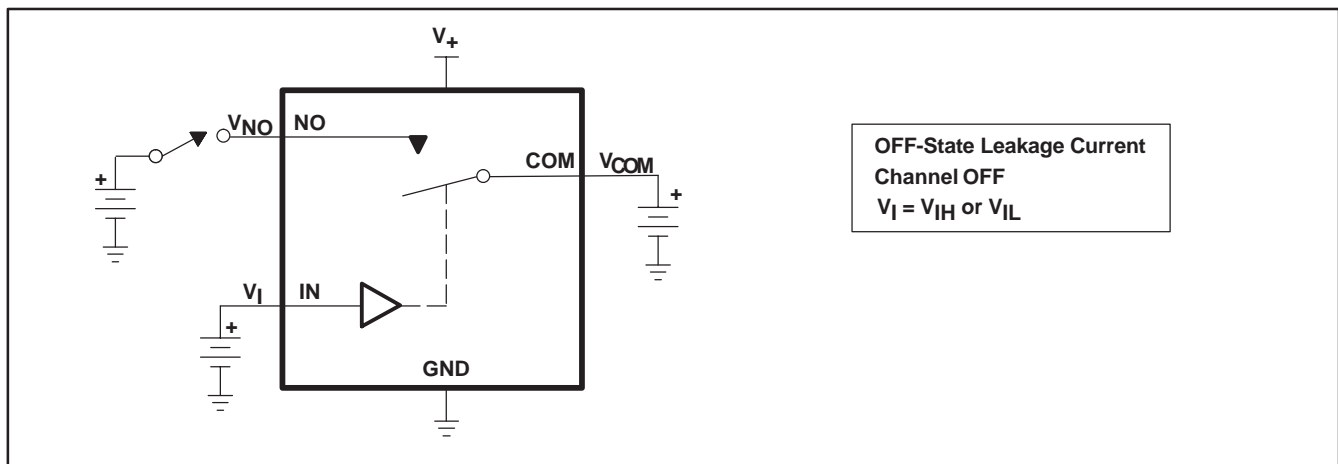 V+
VNO NO
COM VCOM
+
+
VI IN
+
GND
OFF-State Leakage Current
Channel OFF
VI = VIH or VIL